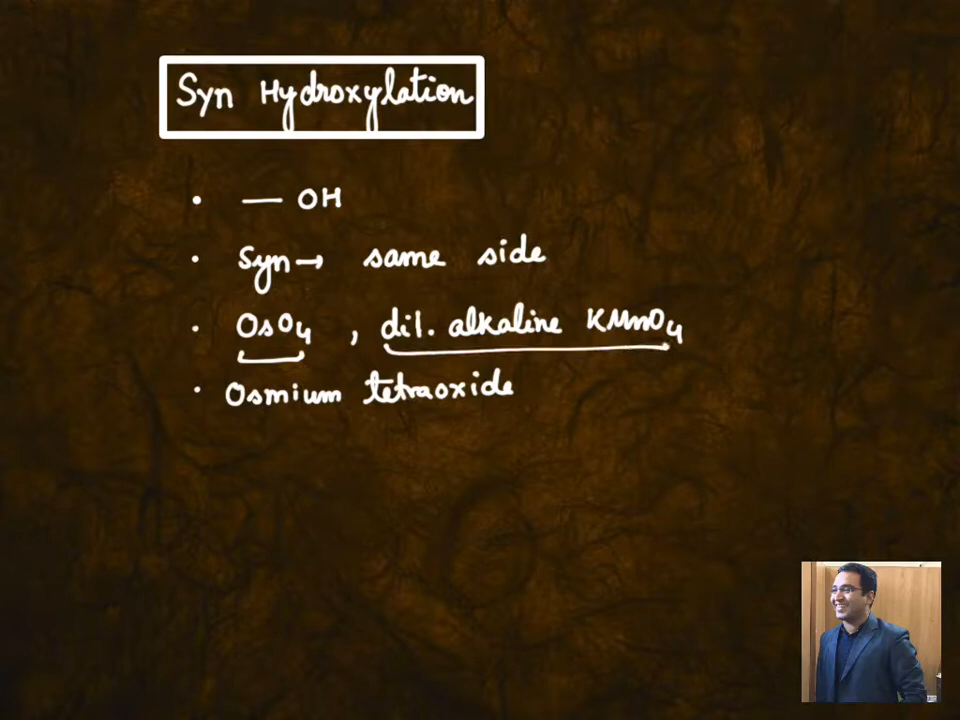 Syn Hydroxylation
• — OH
• Syn → same side
• OsO₄ , dil. alkaline KMnO₄
• Osmium tetraoxide